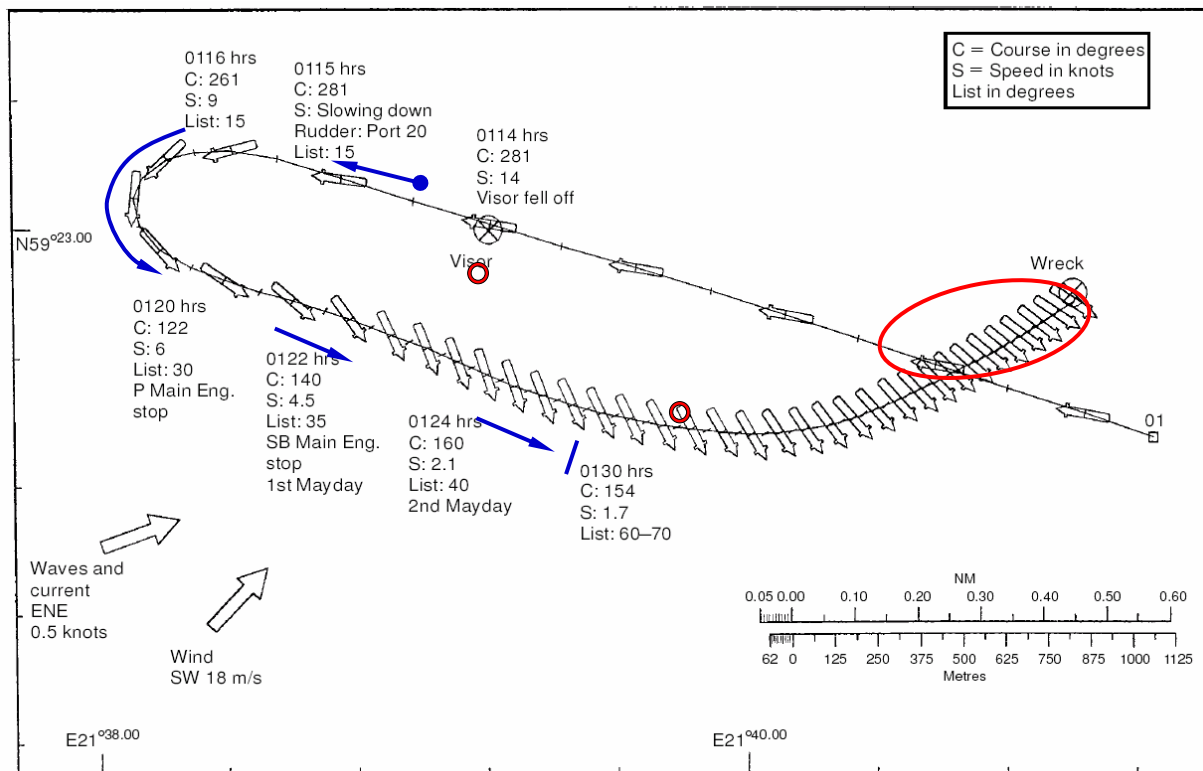 C = Course in degrees
S = Speed in knots
List in degrees
0116 hrs
C: 261
S: 9
List: 15
0115 hrs
C: 281
S: Slowing down
Rudder: Port 20
List: 15
0114 hrs
C: 281
S: 14
Visor fell off
N59°23.00
Visor
Wreck
0120 hrs
C: 122
S: 6
List: 30
P Main Eng.
stop
0122 hrs
C: 140
S: 4.5
List: 35
SB Main Eng.
stop
1st Mayday
0124 hrs
C: 160
S: 2.1
List: 40
2nd Mayday
0130 hrs
C: 154
S: 1.7
List: 60–70
01
Waves and
current
ENE
0.5 knots
Wind
SW 18 m/s
NM
0.05 0.00 0.10 0.20 0.30 0.40 0.50 0.60
62 0 125 250 375 500 625 750 875 1000 1125
Metres
E21°38.00
E21°40.00